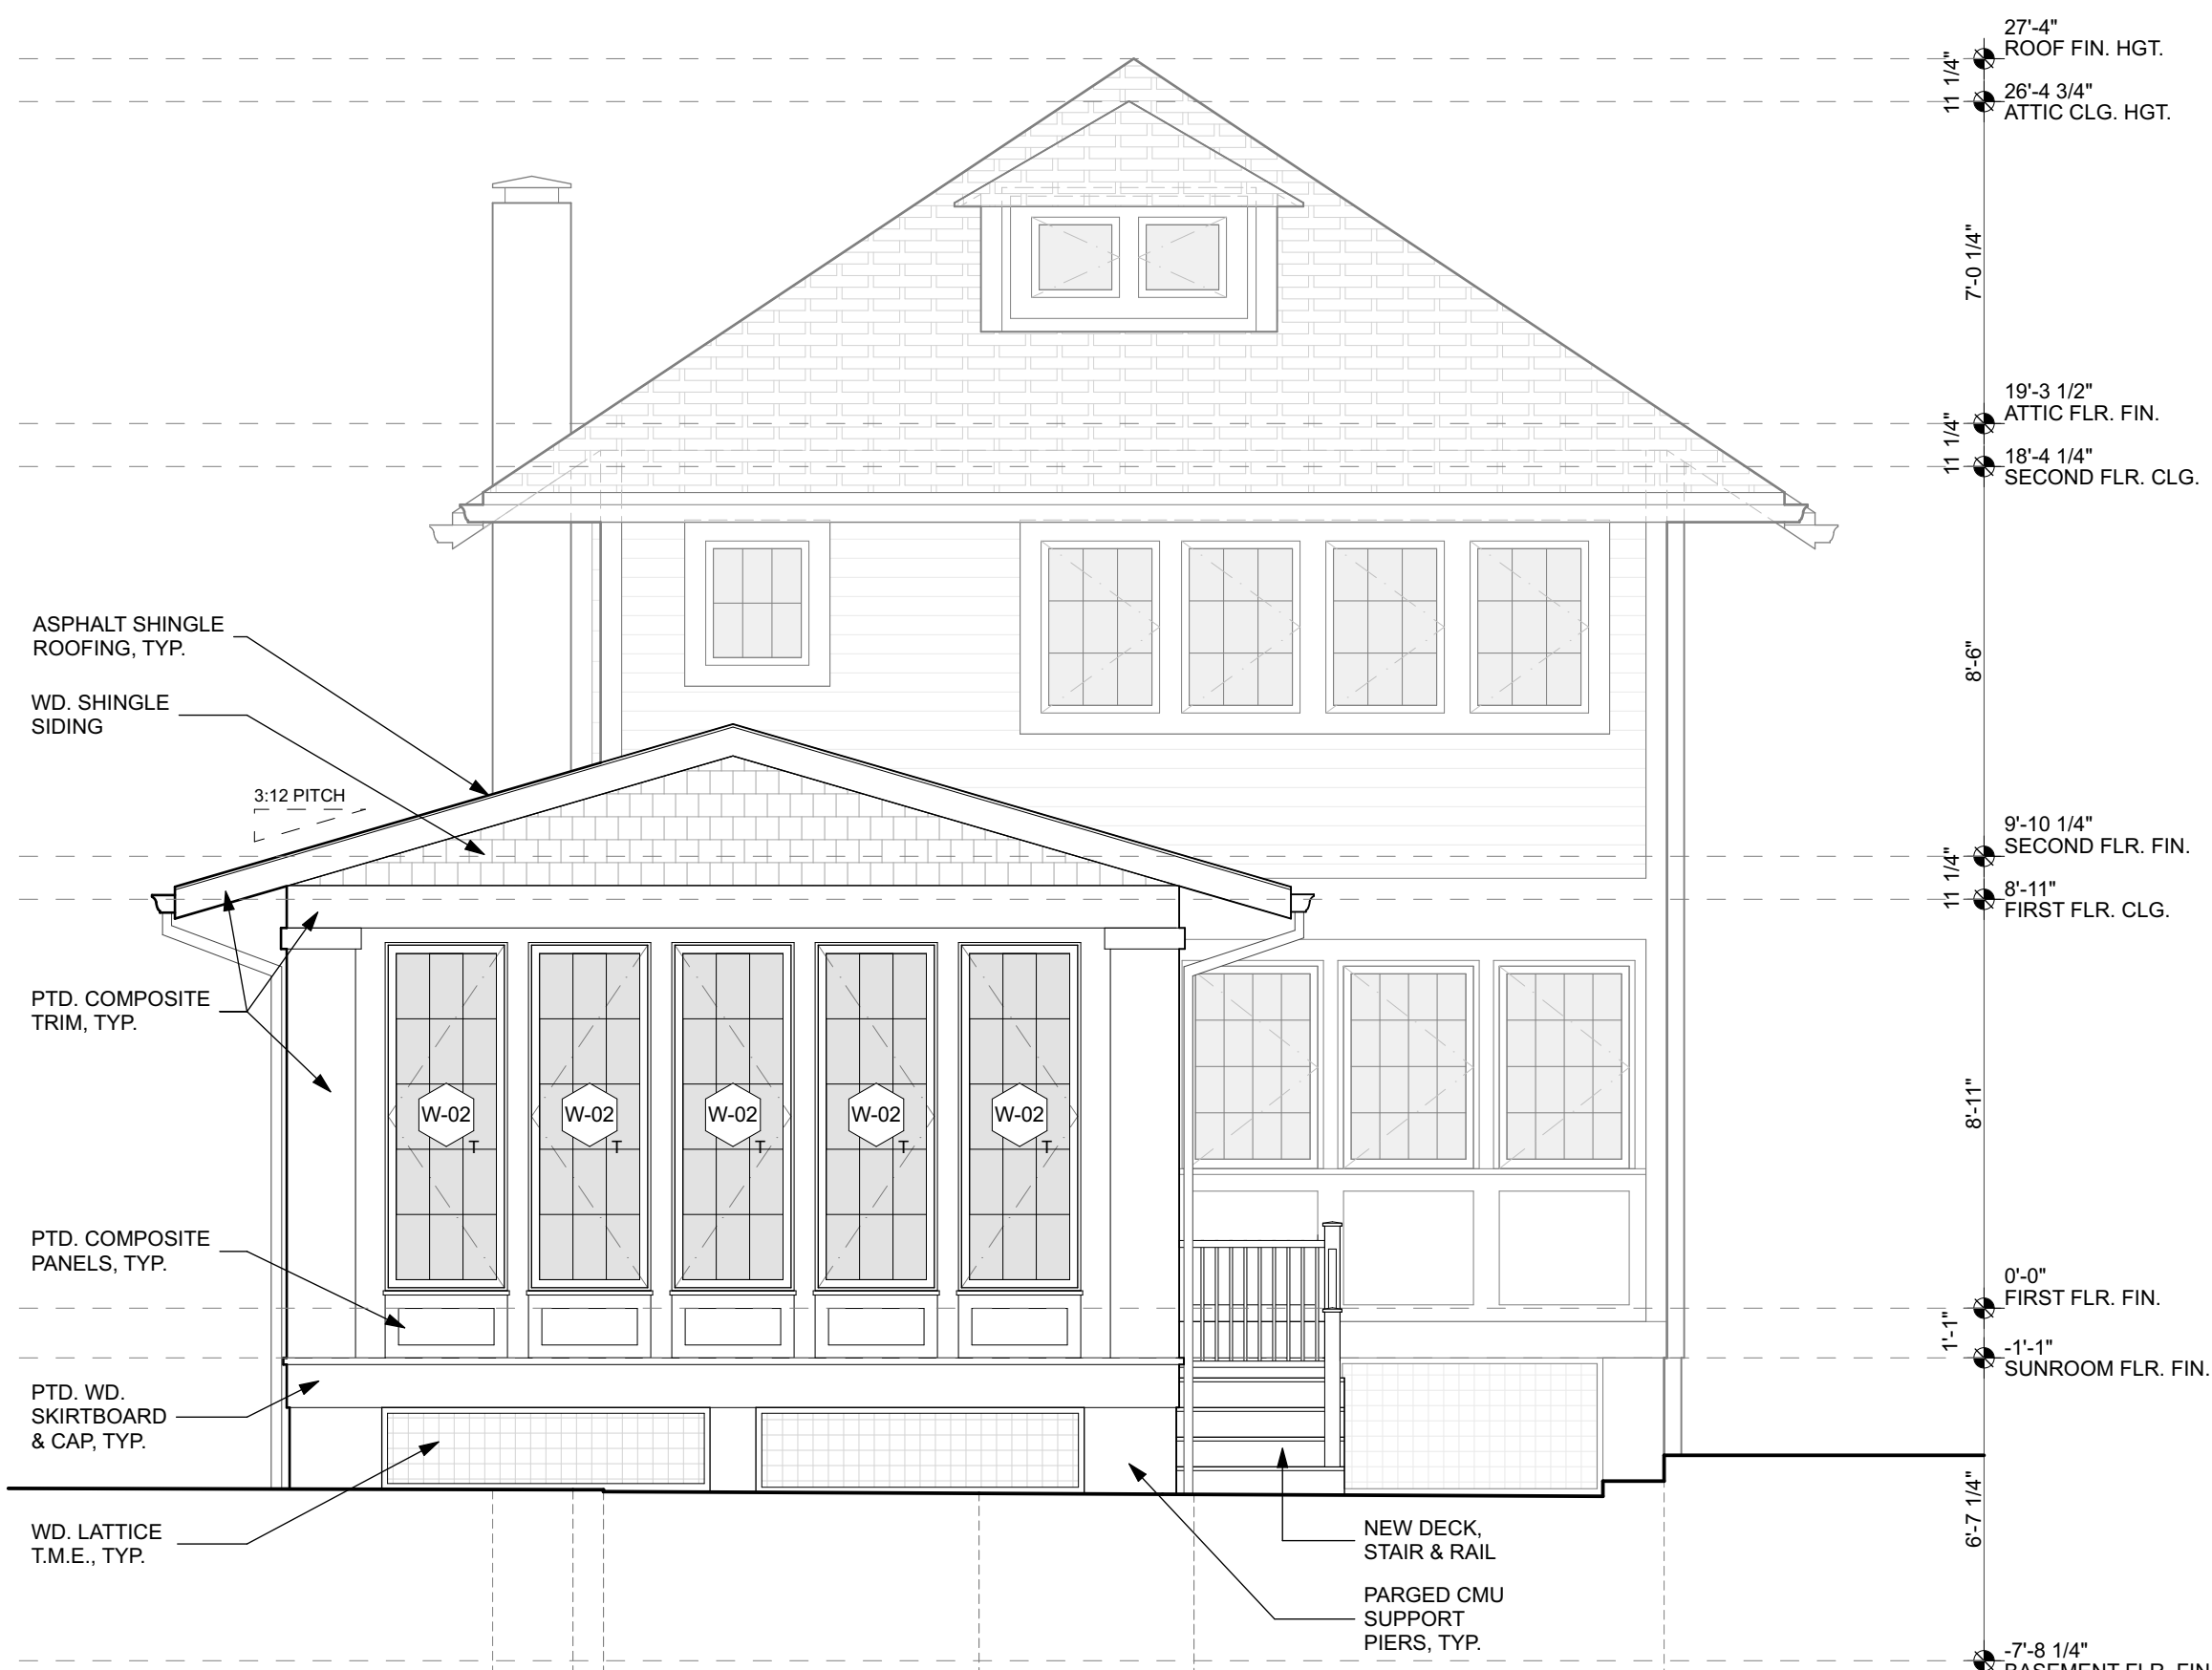 27'-4"
ROOF FIN. HGT.
11 1/4"
26'-4 3/4"
ATTIC CLG. HGT.
7'-0 1/4"
19'-3 1/2"
ATTIC FLR. FIN.
11 1/4"
18'-4 1/4"
SECOND FLR. CLG.
8'-6"
ASPHALT SHINGLE
ROOFING, TYP.
WD. SHINGLE
SIDING
3:12 PITCH
9'-10 1/4"
SECOND FLR. FIN.
11 1/4"
8'-11"
FIRST FLR. CLG.
PTD. COMPOSITE
TRIM, TYP.
W-02
T
W-02
T
W-02
T
W-02
T
W-02
T
8'-11"
PTD. COMPOSITE
PANELS, TYP.
0'-0"
FIRST FLR. FIN.
1'-1"
-1'-1"
SUNROOM FLR. FIN.
PTD. WD.
SKIRTBOARD
& CAP, TYP.
WD. LATTICE
T.M.E., TYP.
NEW DECK,
STAIR & RAIL
PARGED CMU
SUPPORT
PIERS, TYP.
6'-7 1/4"
-7'-8 1/4"
BASEMENT FLR. FIN.